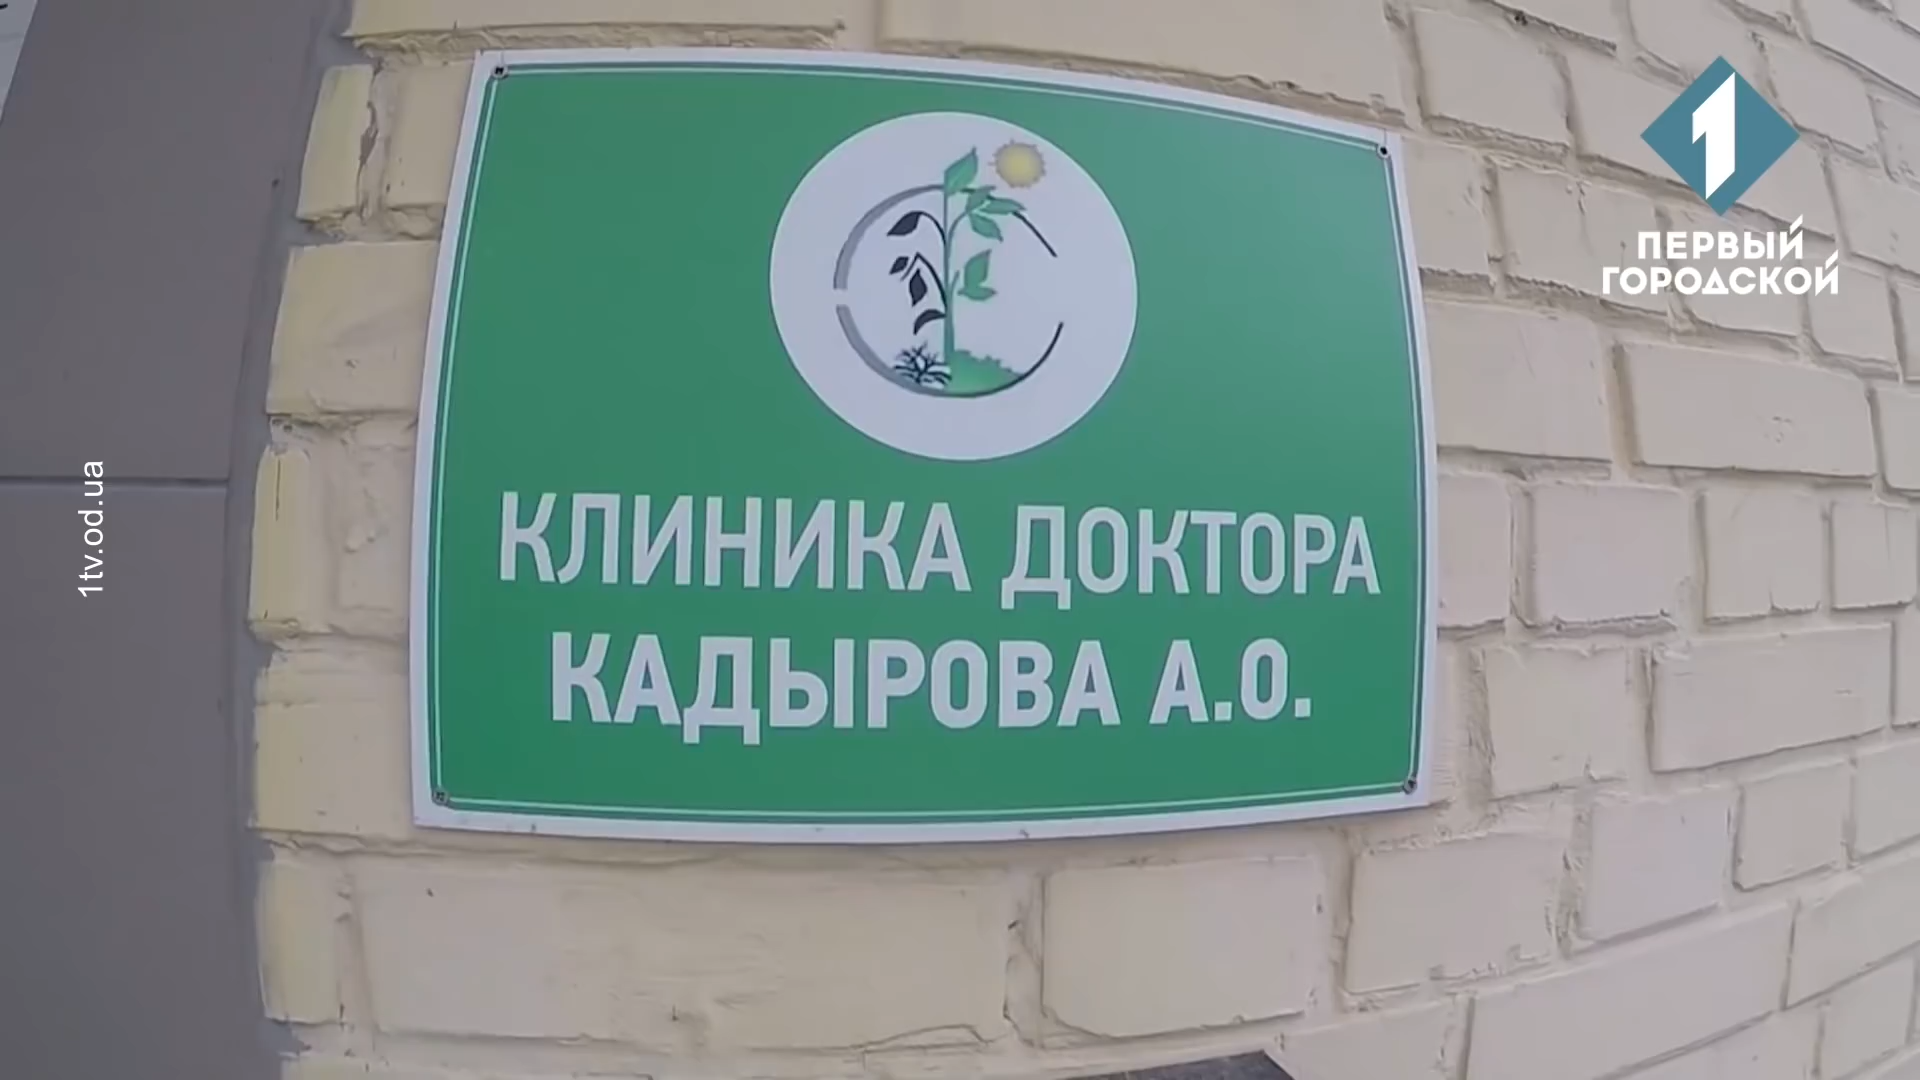 ПЕРВЫЙ
ГОРОДСКОЙ
1tv.od.ua
КЛИНИКА ДОКТОРА
КАДЫРОВА А.О.